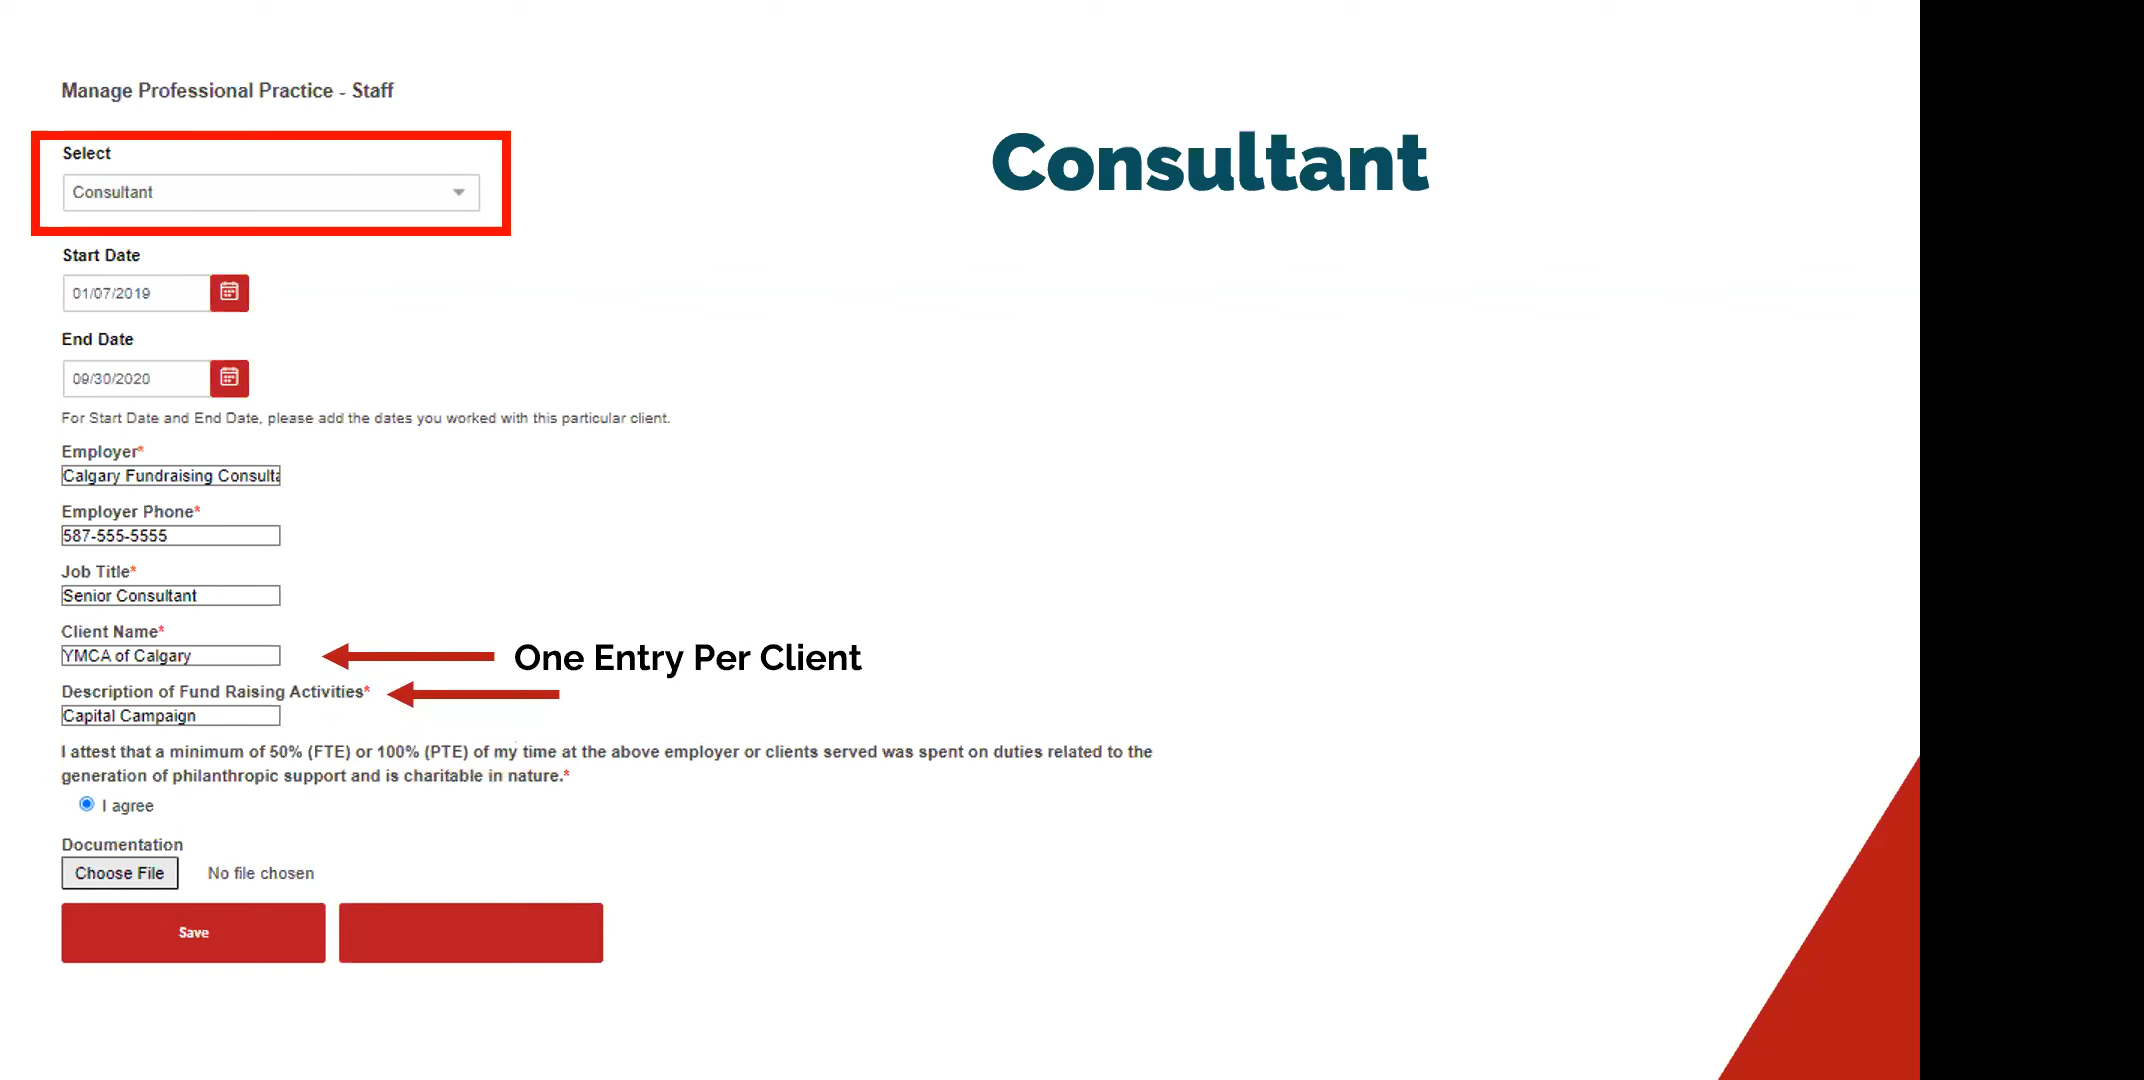 Manage Professional Practice - Staff
Consultant
Select
Consultant
Start Date
01/07/2019
End Date
09/30/2020
For Start Date and End Date, please add the dates you worked with this particular client.
Employer*
Calgary Fundraising Consulta
Employer Phone*
587-555-5555
Job Title*
Senior Consultant
Client Name*
YMCA of Calgary
One Entry Per Client
Description of Fund Raising Activities*
Capital Campaign
I attest that a minimum of 50% (FTE) or 100% (PTE) of my time at the above employer or clients served was spent on duties related to the
generation of philanthropic support and is charitable in nature.*
I agree
Documentation
Choose File No file chosen
Save